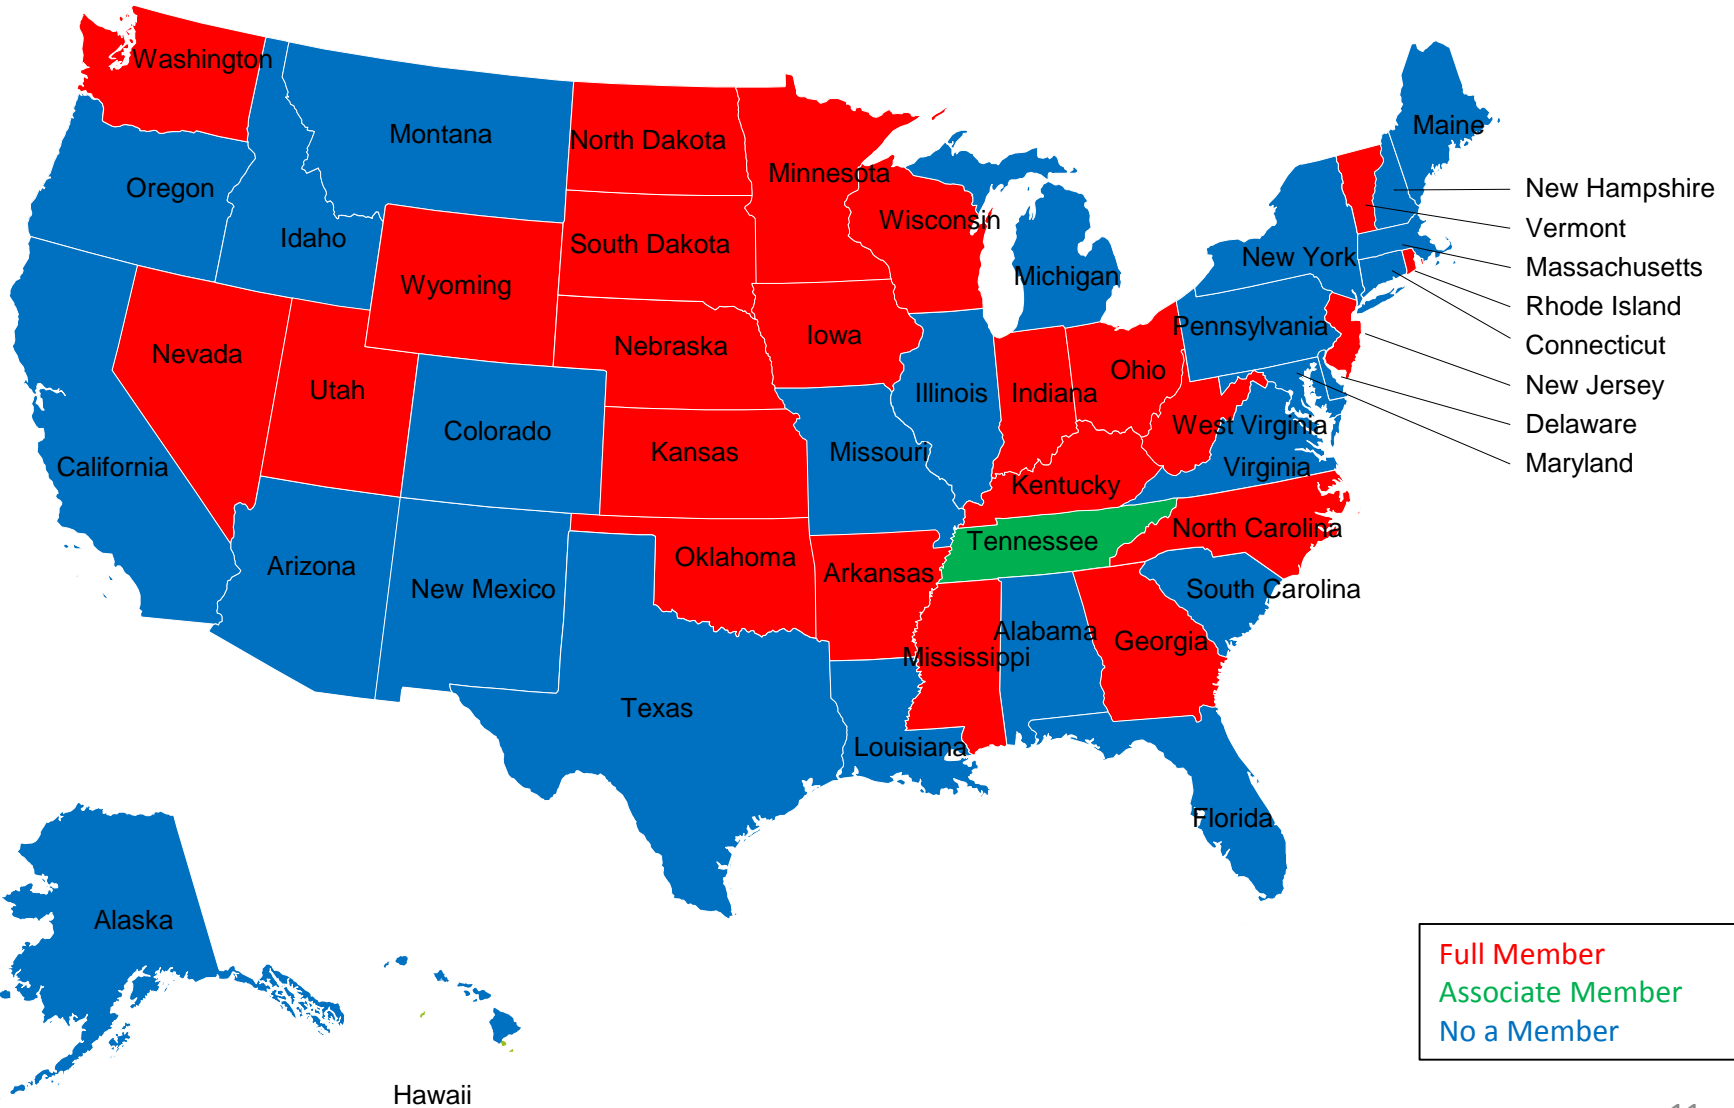 Washington
Montana
North Dakota
Minnesota
Maine
Oregon
Idaho
Wyoming
South Dakota
Wisconsin
Michigan
New York
New Hampshire
Vermont
Massachusetts
Rhode Island
Connecticut
New Jersey
Delaware
Maryland
Nevada
Utah
Colorado
Nebraska
Iowa
Illinois
Indiana
Ohio
Pennsylvania
California
Kansas
Missouri
Kentucky
West Virginia
Virginia
Arizona
New Mexico
Oklahoma
Arkansas
Tennessee
North Carolina
South Carolina
Texas
Louisiana
Mississippi
Alabama
Georgia
Florida
Alaska
Hawaii
Full Member
Associate Member
No a Member